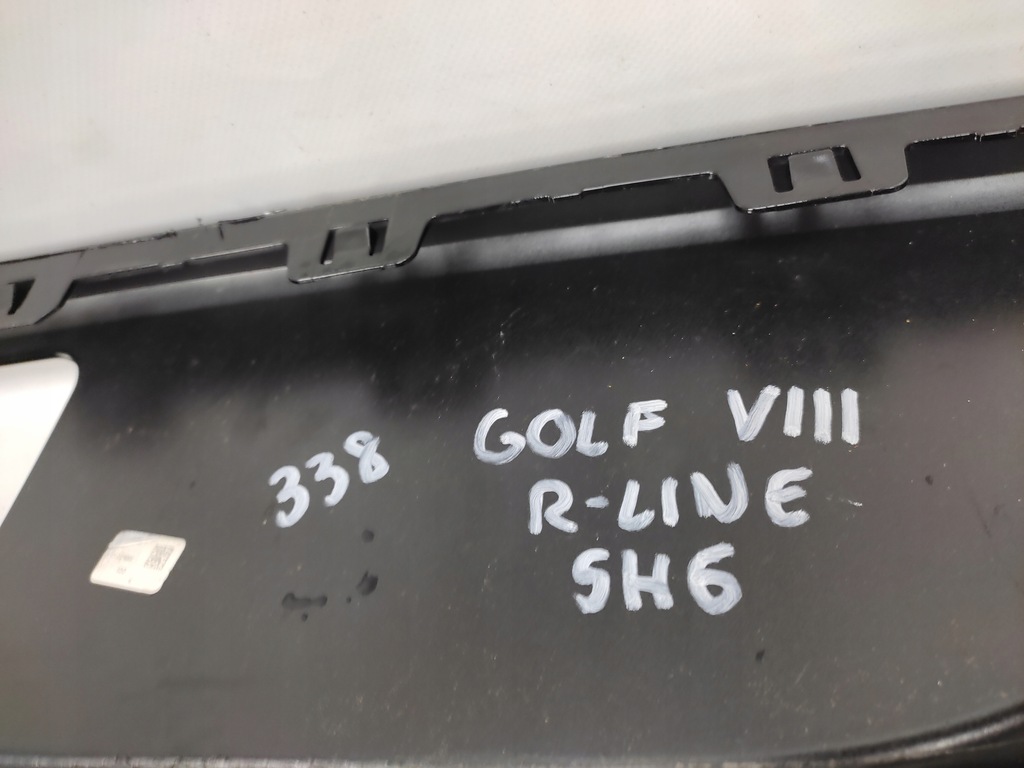 338
GOLF VIII
R-LINE
5H6